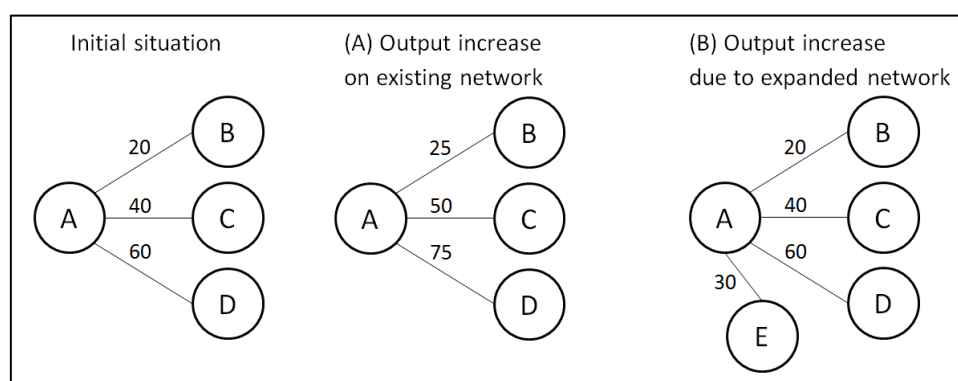 Initial situation
(A) Output increase
on existing network
(B) Output increase
due to expanded network
A
B
C
D
20
40
60
A
B
C
D
25
50
75
A
B
C
D
E
20
40
60
30